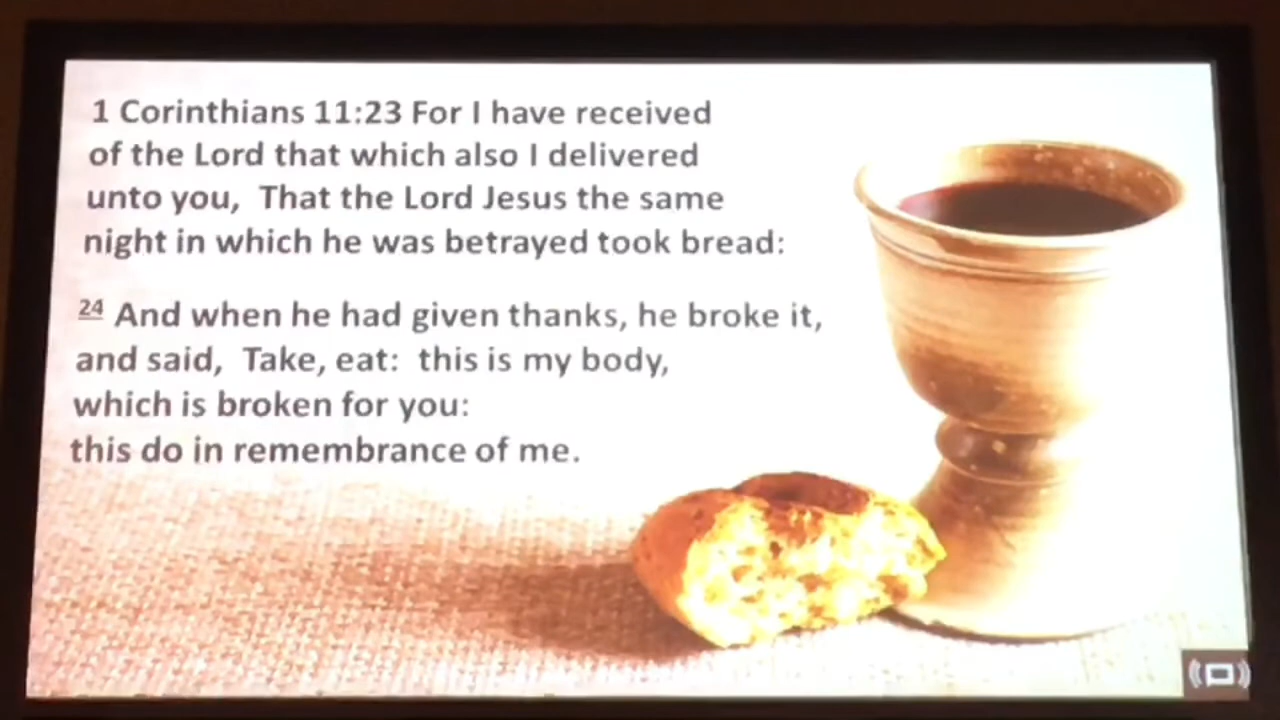 1 Corinthians 11:23 For I have received
of the Lord that which also I delivered
unto you,  That the Lord Jesus the same
night in which he was betrayed took bread:
24 And when he had given thanks, he broke it,
and said,  Take, eat:  this is my body,
which is broken for you:
this do in remembrance of me.